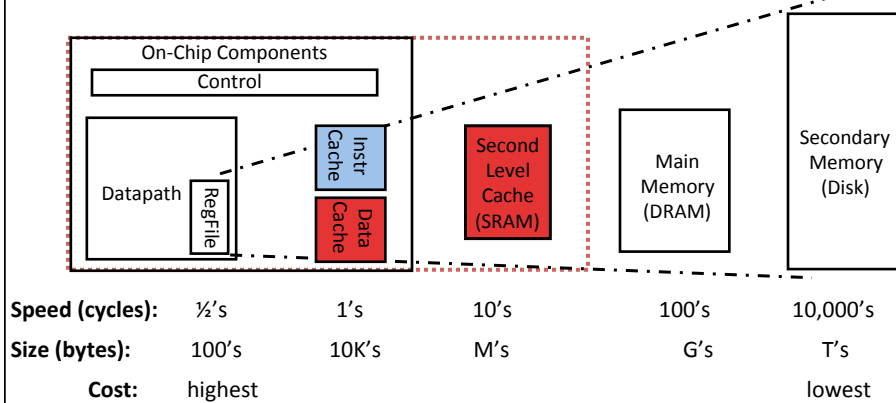 On-Chip Components
Control
Datapath
RegFile
Instr
Cache
Data
Cache
Second
Level
Cache
(SRAM)
Main
Memory
(DRAM)
Secondary
Memory
(Disk)
Speed (cycles): ½'s 1's 10's 100's 10,000's
Size (bytes): 100's 10K's M's G's T's
Cost: highest lowest